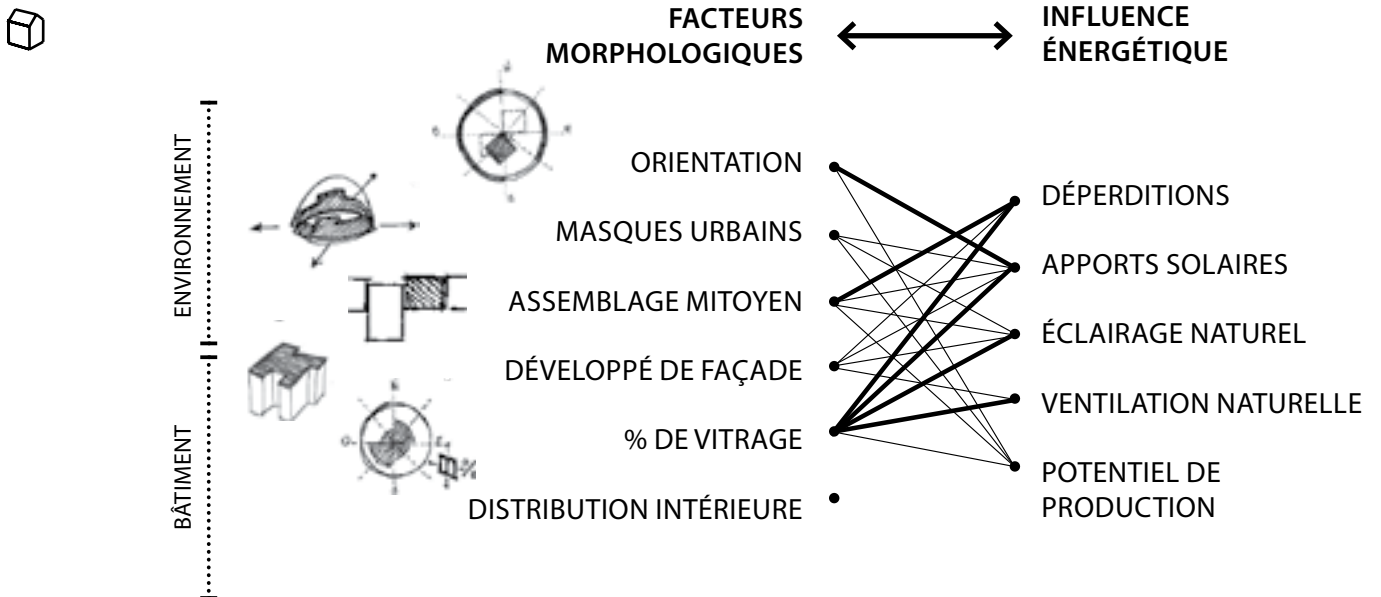 FACTEURS
MORPHOLOGIQUES
INFLUENCE
ÉNERGÉTIQUE
ENVIRONNEMENT
BÂTIMENT
ORIENTATION
MASQUES URBAINS
ASSEMBLAGE MITOYEN
DÉVELOPPÉ DE FAÇADE
% DE VITRAGE
DISTRIBUTION INTÉRIEURE
DÉPERDITIONS
APPORTS SOLAIRES
ÉCLAIRAGE NATUREL
VENTILATION NATURELLE
POTENTIEL DE
PRODUCTION